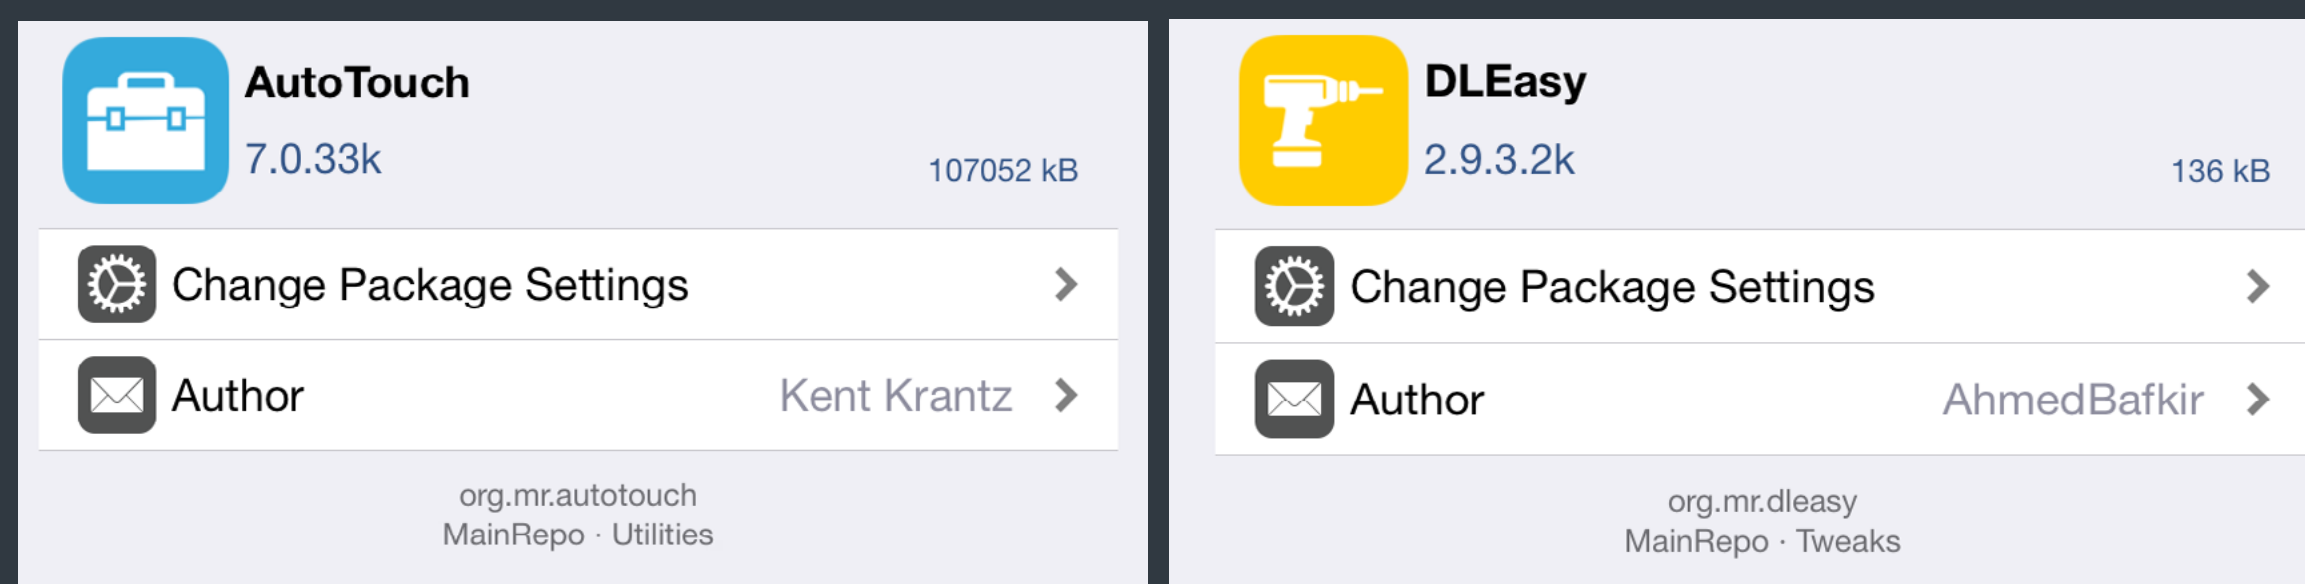 AutoTouch
7.0.33k
107052 kB
Change Package Settings
Author
Kent Krantz
org.mr.autotouch
MainRepo · Utilities
DLEasy
2.9.3.2k
136 kB
Change Package Settings
Author
AhmedBafkir
org.mr.dleasy
MainRepo · Tweaks